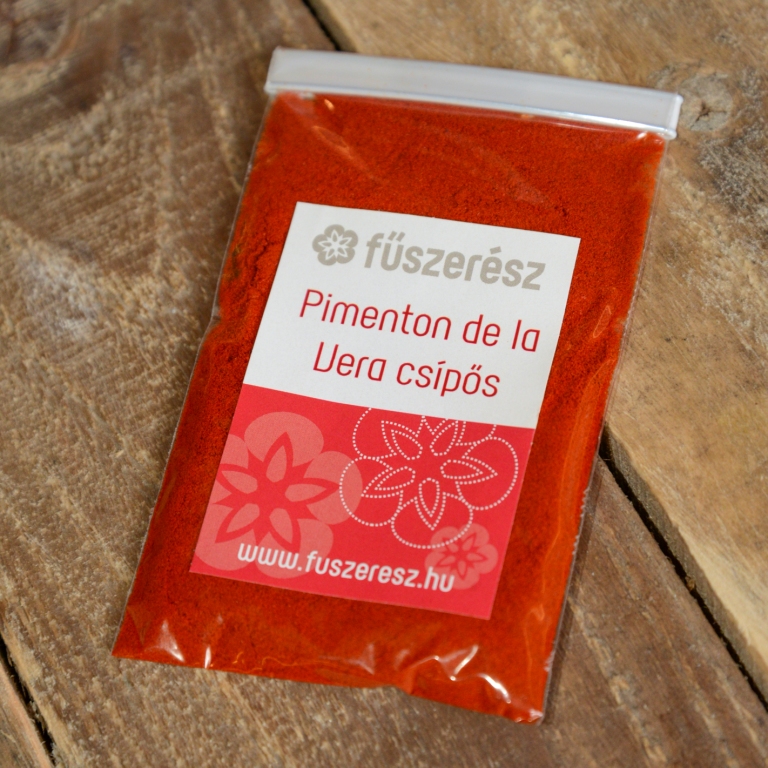 fűszerész
Pimenton de la
Vera csípős
www.fuszeresz.hu